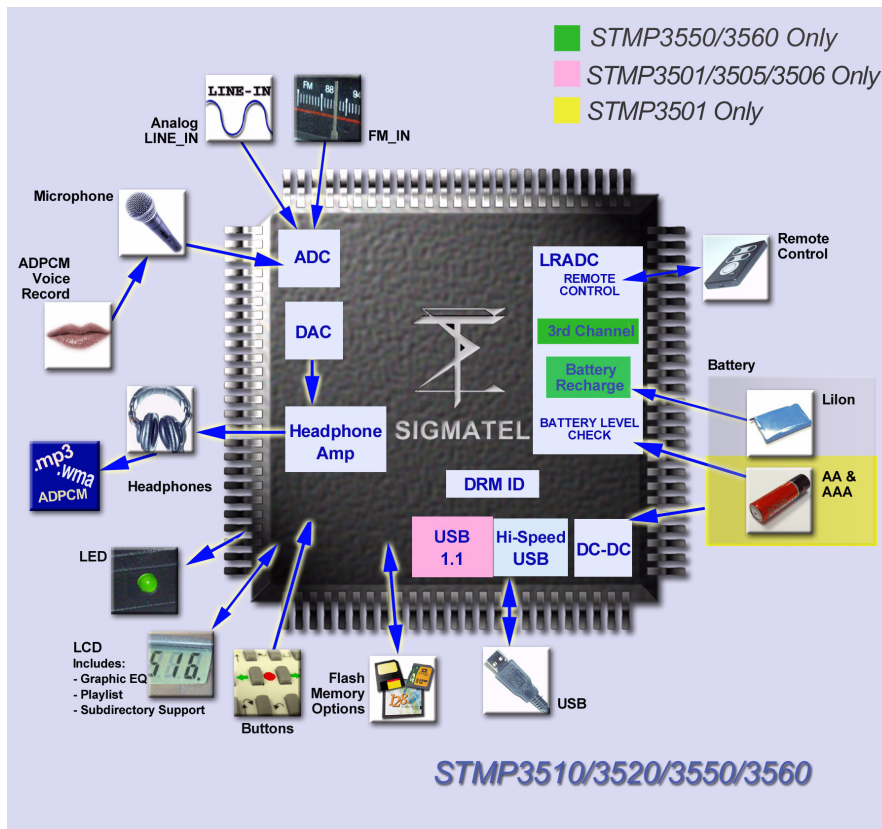 STMP3550/3560 Only
STMP3501/3505/3506 Only
STMP3501 Only
LINE-IN
FM 88 94
Analog
LINE_IN
FM_IN
Microphone
ADPCM
Voice
Record
ADC
DAC
Headphone
Amp
LRADC
REMOTE
CONTROL
3rd Channel
Battery
Recharge
BATTERY LEVEL
CHECK
Remote
Control
Battery
LiIon
AA &
AAA
SIGMATEL
DRM ID
USB
1.1
Hi-Speed
USB
DC-DC
.mp3
.wma
ADPCM
Headphones
LED
LCD
Includes:
- Graphic EQ
- Playlist
- Subdirectory Support
516.
Buttons
Flash
Memory
Options
128
USB
STMP3510/3520/3550/3560